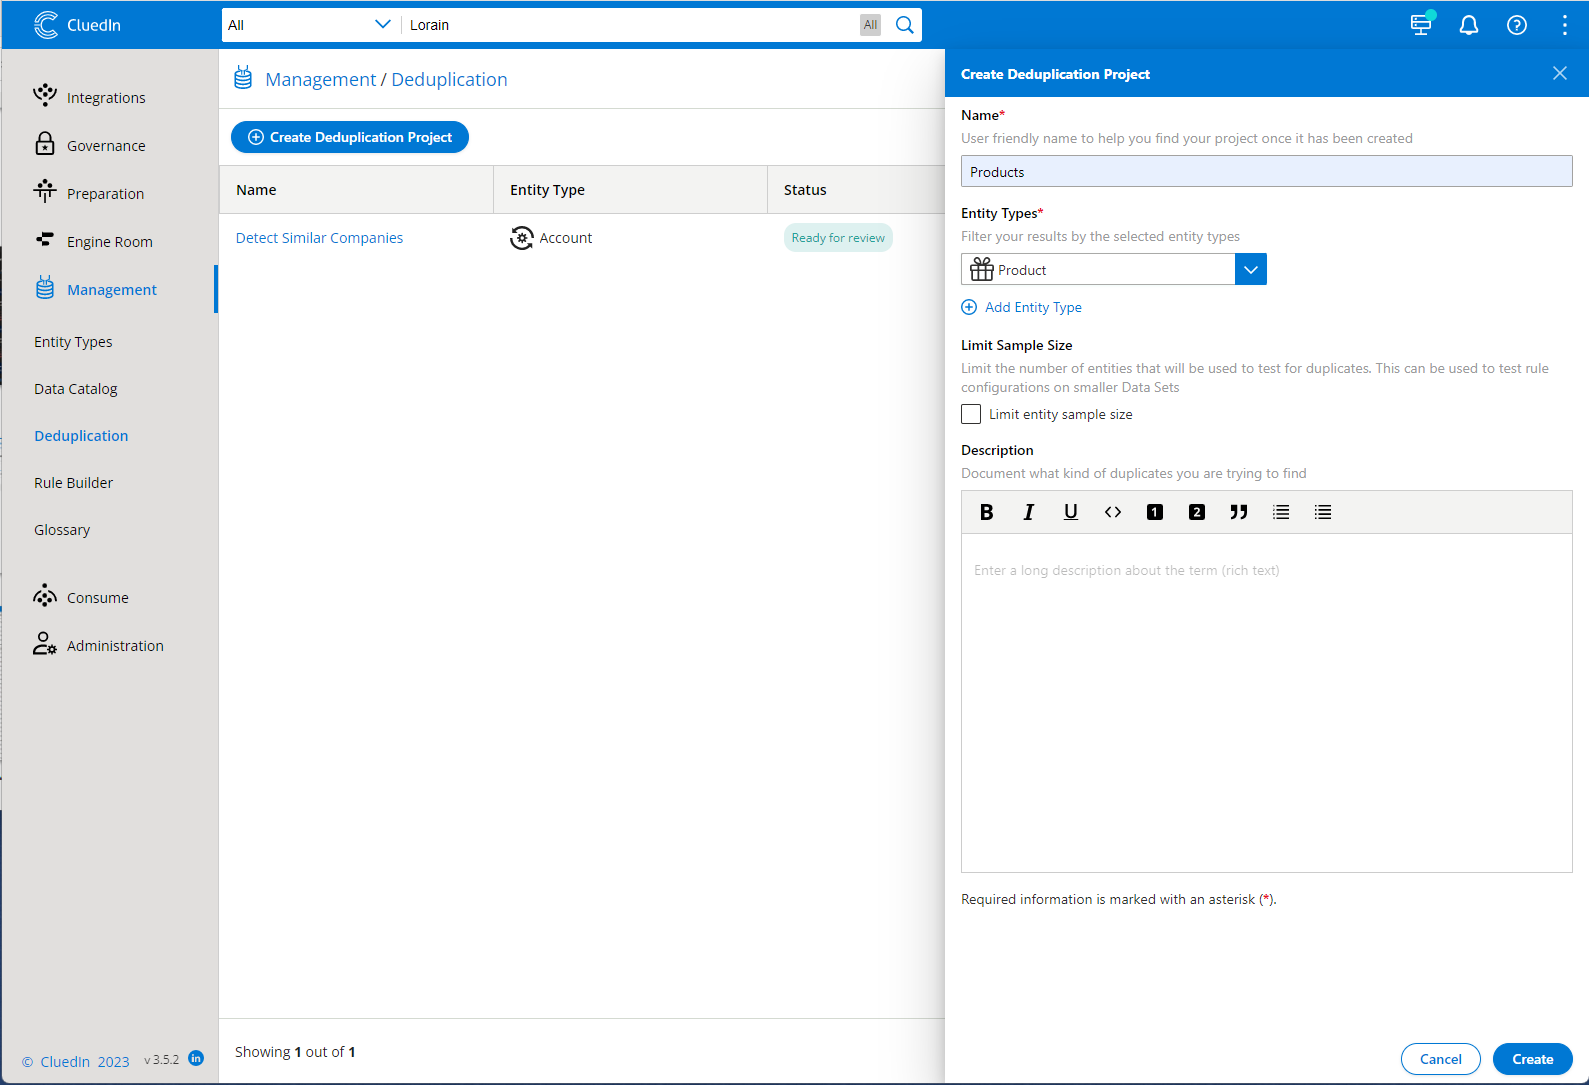 CluedIn
All
Lorain
All
Integrations
Governance
Preparation
Engine Room
Management
Entity Types
Data Catalog
Deduplication
Rule Builder
Glossary
Consume
Administration
© CluedIn 2023 v 3.5.2 in
Management / Deduplication
Create Deduplication Project
Name Entity Type Status
Detect Similar Companies Account Ready for review
Showing 1 out of 1
Create Deduplication Project
Name*
User friendly name to help you find your project once it has been created
Products
Entity Types*
Filter your results by the selected entity types
Product
Add Entity Type
Limit Sample Size
Limit the number of entities that will be used to test for duplicates. This can be used to test rule
configurations on smaller Data Sets
Limit entity sample size
Description
Document what kind of duplicates you are trying to find
B I U <> 1 2 ”
Enter a long description about the term (rich text)
Required information is marked with an asterisk (*).
Cancel Create